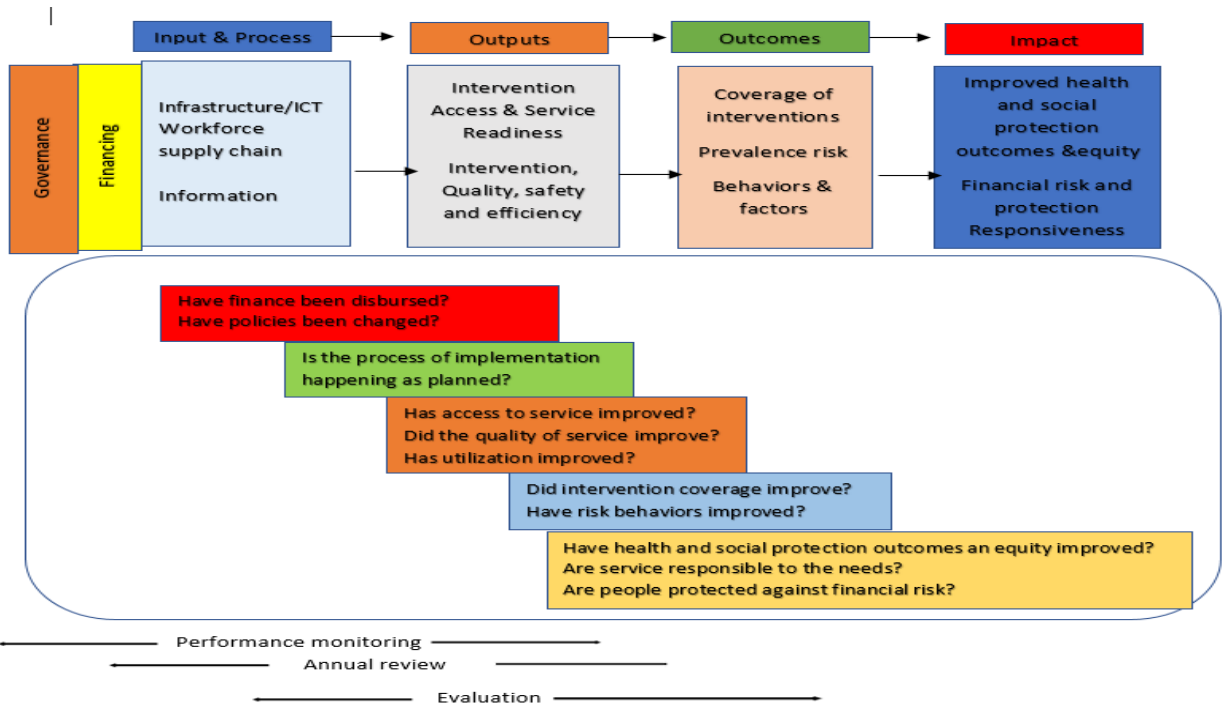 Input & Process
Outputs
Outcomes
Impact
Governance
Financing
Infrastructure/ICT
Workforce
supply chain
Information
Intervention
Access & Service
Readiness
Intervention,
Quality, safety
and efficiency
Coverage of
interventions
Prevalence risk
Behaviors &
factors
Improved health
and social
protection
outcomes &equity
Financial risk and
protection
Responsiveness
Have finance been disbursed?
Have policies been changed?
Is the process of implementation
happening as planned?
Has access to service improved?
Did the quality of service improve?
Has utilization improved?
Did intervention coverage improve?
Have risk behaviors improved?
Have health and social protection outcomes an equity improved?
Are service responsible to the needs?
Are people protected against financial risk?
Performance monitoring
Annual review
Evaluation